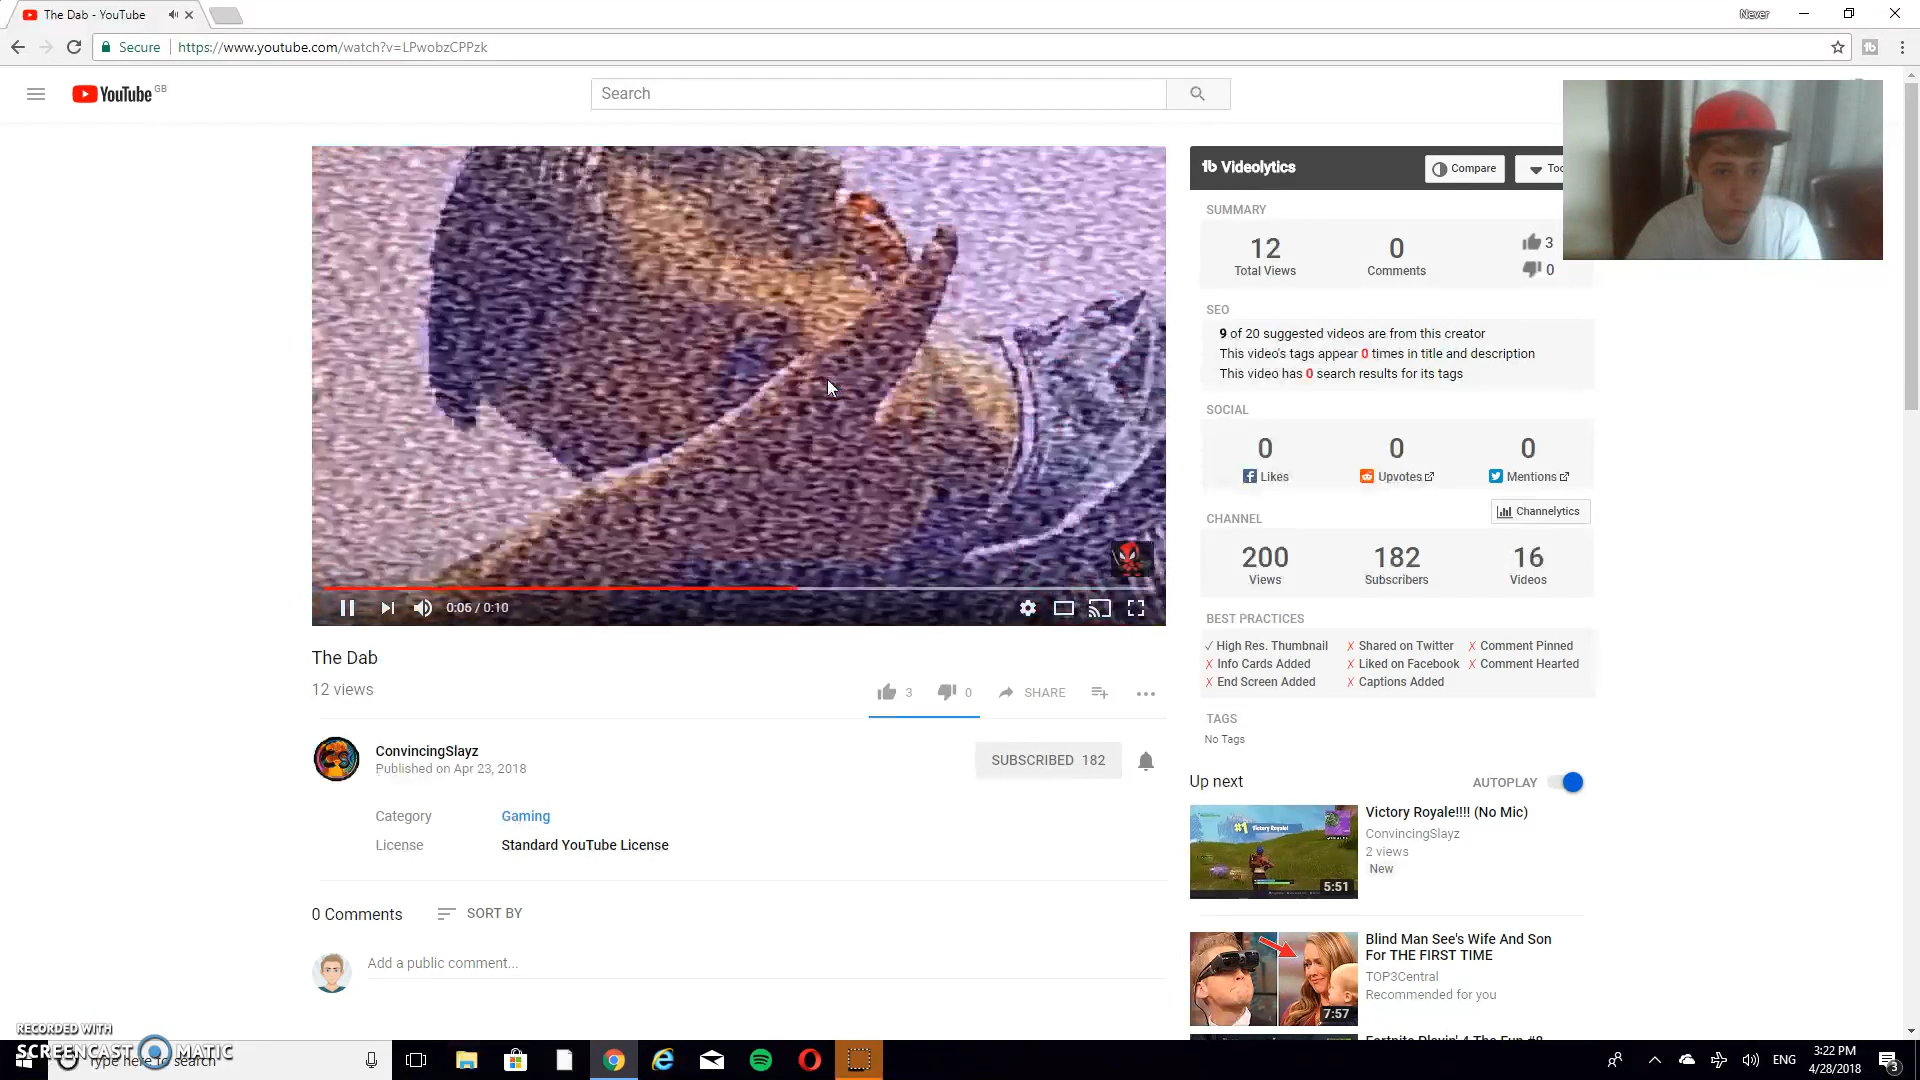 The Dab - YouTube
Never
Secure
https://www.youtube.com/watch?v=LPwobzCPPzk
YouTube GB
Search
tb Videolytics
Compare
SUMMARY
12
0
3
Total Views
Comments
0
SEO
9 of 20 suggested videos are from this creator
This video's tags appear 0 times in title and description
This video has 0 search results for its tags
SOCIAL
0
0
0
Likes
Upvotes
Mentions
CHANNEL
Channelytics
200
182
16
Views
Subscribers
Videos
0:06 / 0:10
BEST PRACTICES
High Res. Thumbnail
Shared on Twitter
Comment Pinned
Info Cards Added
Liked on Facebook
Comment Hearted
End Screen Added
Captions Added
TAGS
No Tags
The Dab
12 views
3
0
SHARE
ConvincingSlayz
Published on Apr 23, 2018
SUBSCRIBED 182
Category
Gaming
License
Standard YouTube License
0 Comments
SORT BY
Add a public comment...
Up next
AUTOPLAY
#1 Victory Royale!
5:51
Victory Royale!!!! (No Mic)
ConvincingSlayz
2 views
New
7:57
Blind Man See's Wife And Son
For THE FIRST TIME
TOP3Central
Recommended for you
Fortnite Playin' 4 The Fun #8
RECORDED WITH
SCREENCAST MATIC
Type here to search
ENG
3:22 PM
4/28/2018
3